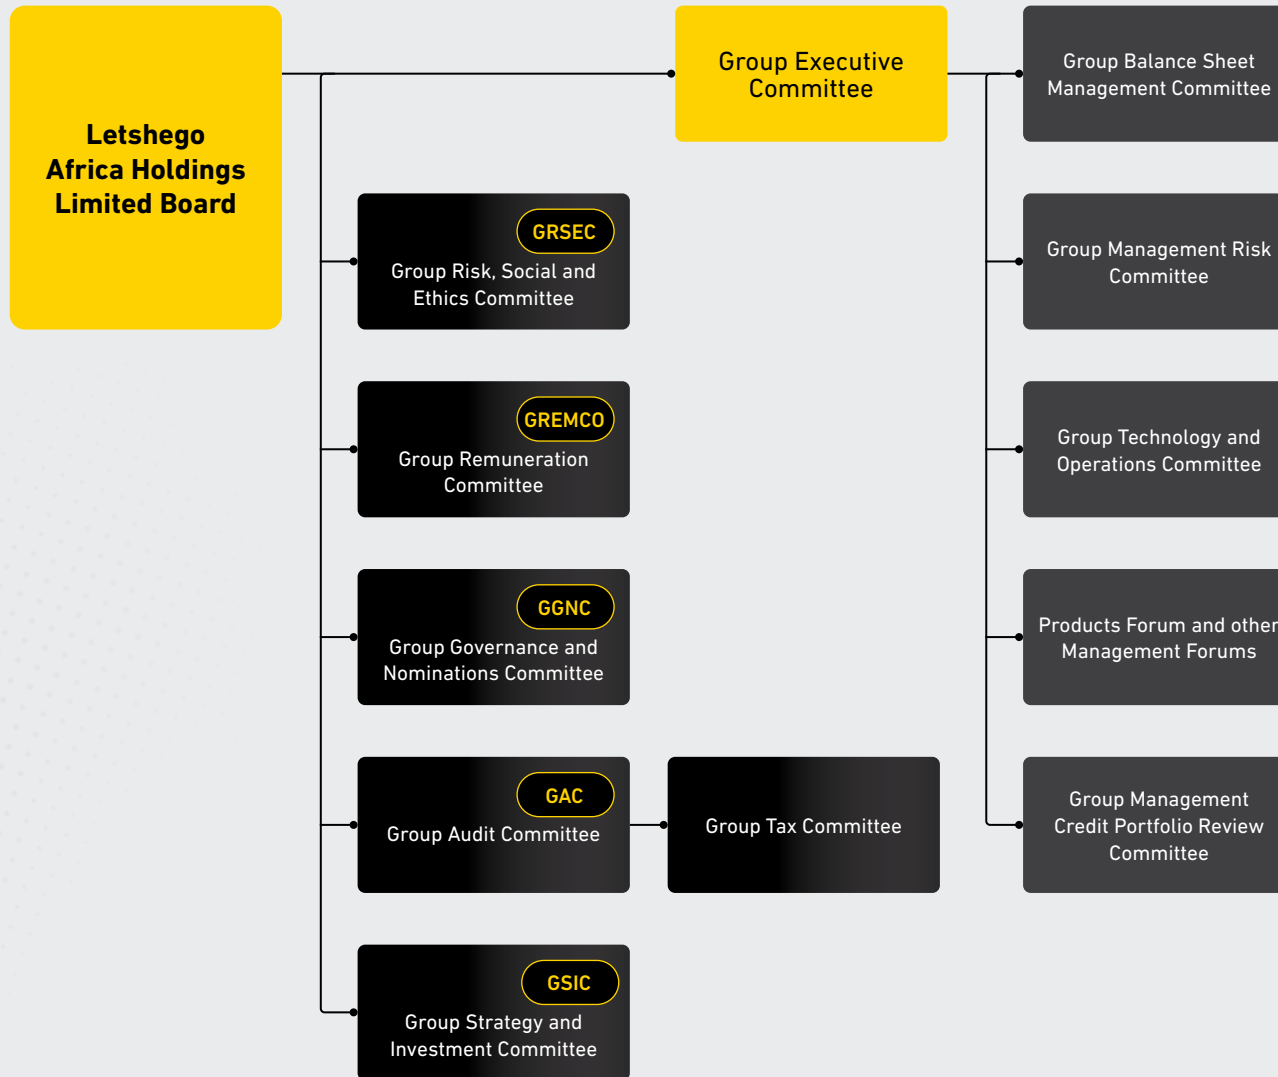 Letshego
Africa Holdings
Limited Board
Group Executive
Committee
Group Balance Sheet
Management Committee
GRSEC
Group Risk, Social and
Ethics Committee
Group Management Risk
Committee
GREMCO
Group Remuneration
Committee
Group Technology and
Operations Committee
GGNC
Group Governance and
Nominations Committee
Products Forum and other
Management Forums
GAC
Group Audit Committee
Group Tax Committee
Group Management
Credit Portfolio Review
Committee
GSIC
Group Strategy and
Investment Committee